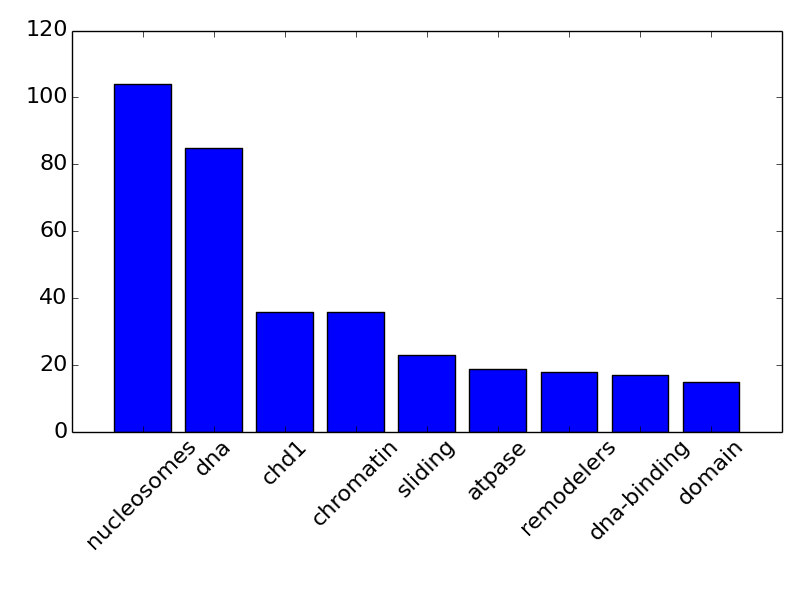 120
100
80
60
40
20
0
nucleosomes
dna
chd1
chromatin
sliding
atpase
remodelers
dna-binding
domain